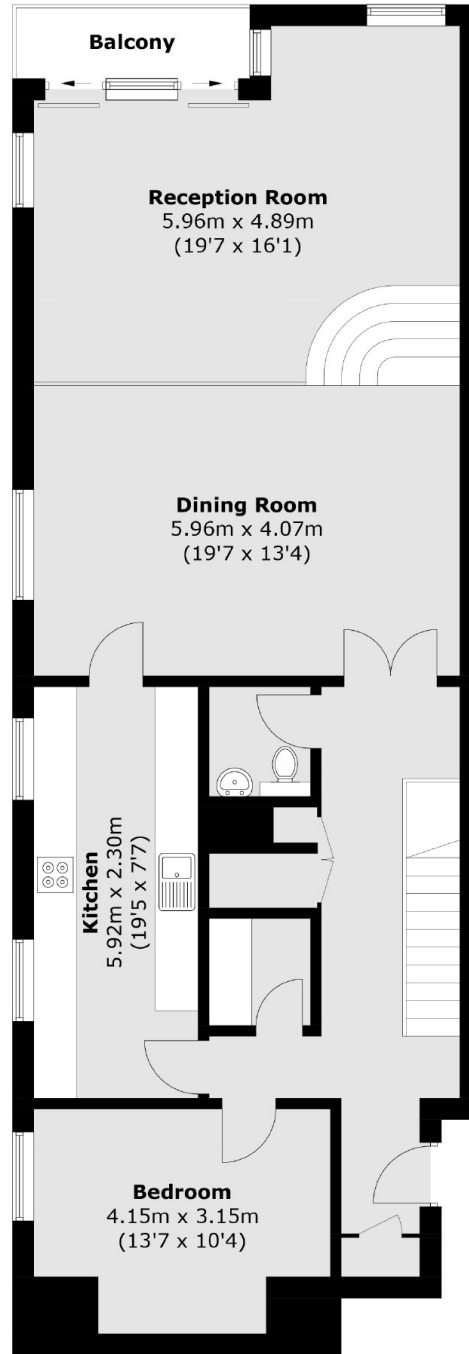 Balcony
Reception Room
5.96m x 4.89m
(19'7 x 16'1)
Dining Room
5.96m x 4.07m
(19'7 x 13'4)
Kitchen
5.92m x 2.30m
(19'5 x 7'7)
Bedroom
4.15m x 3.15m
(13'7 x 10'4)